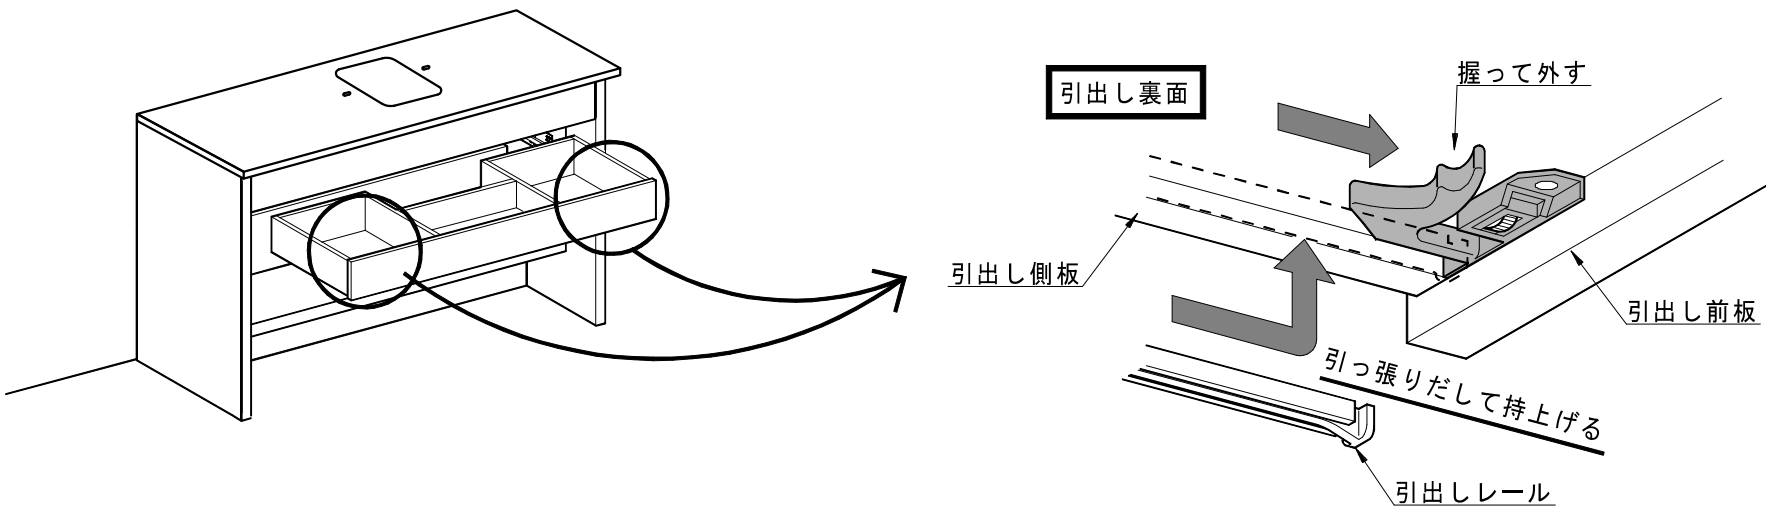 引出し裏面
握って外す
引出し側板
引出し前板
引っ張りだして持上げる
引出しレール